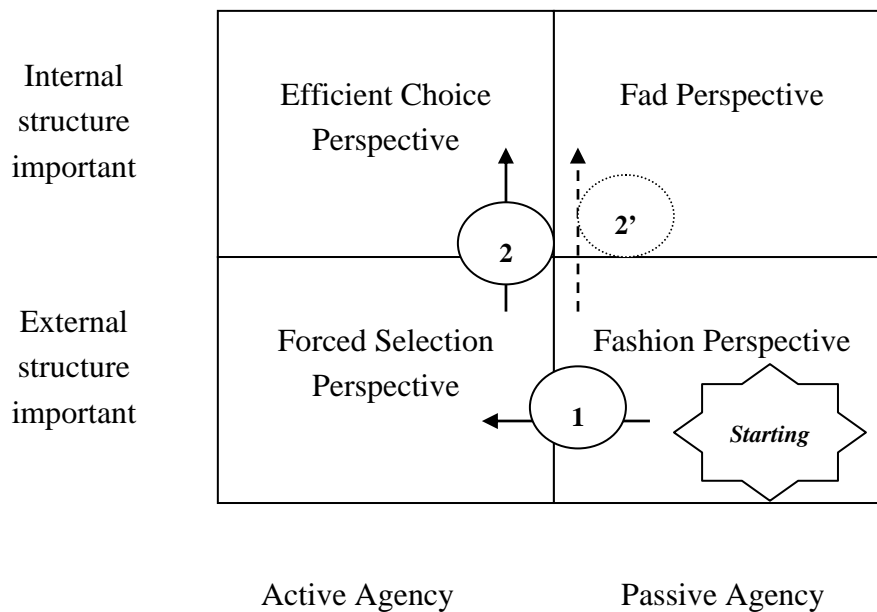 Internal
structure
important
Efficient Choice
Perspective
Fad Perspective
2
2’
External
structure
important
Forced Selection
Perspective
Fashion Perspective
1
Starting
Active Agency
Passive Agency